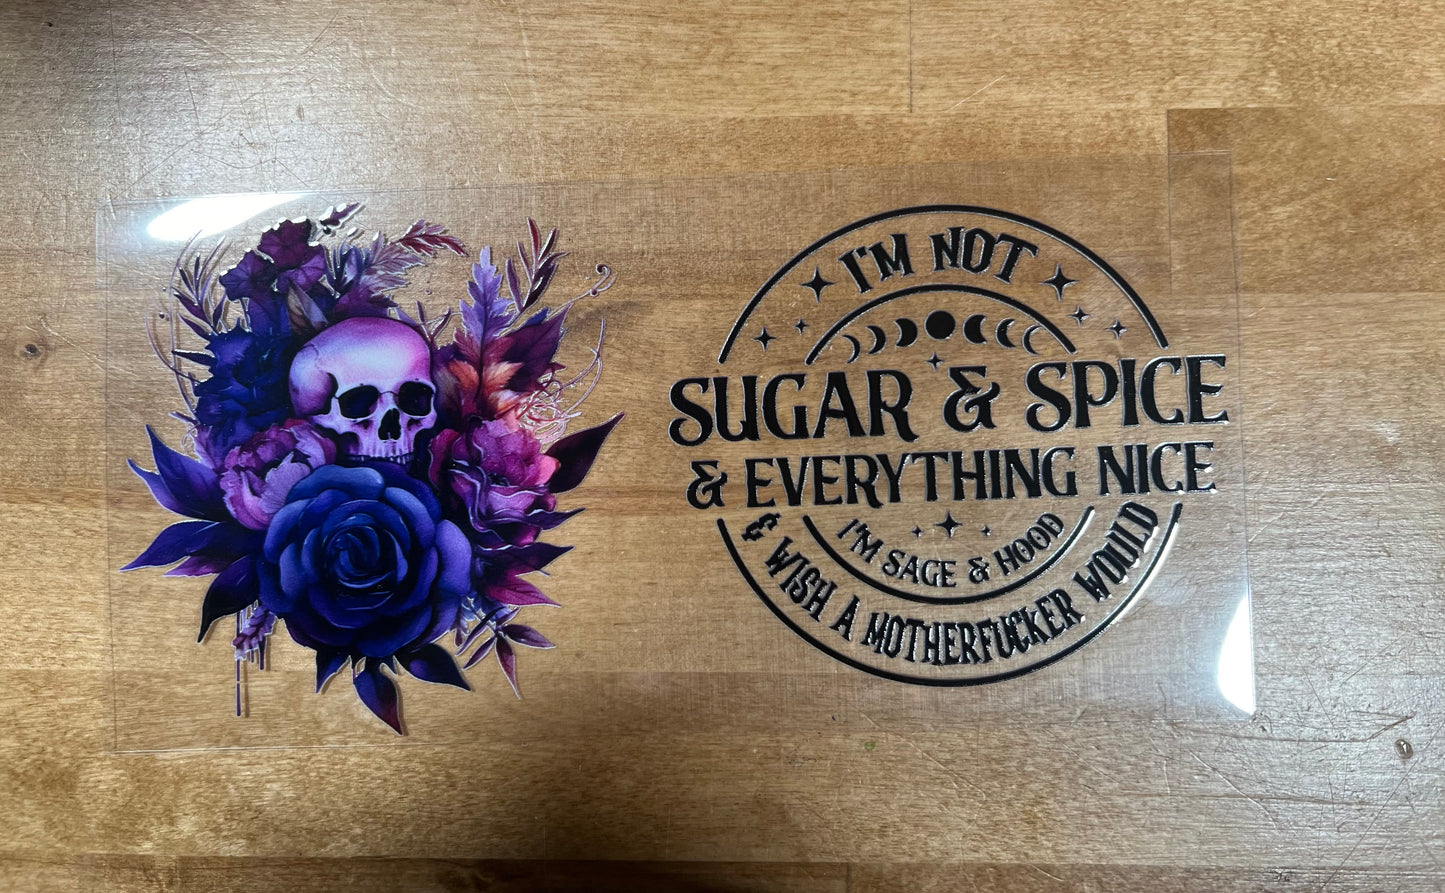 I'M NOT
SUGAR & SPICE
& EVERYTHING NICE
I'M SAGE & HOOD
& WISH A MOTHERFUCKER WOULD